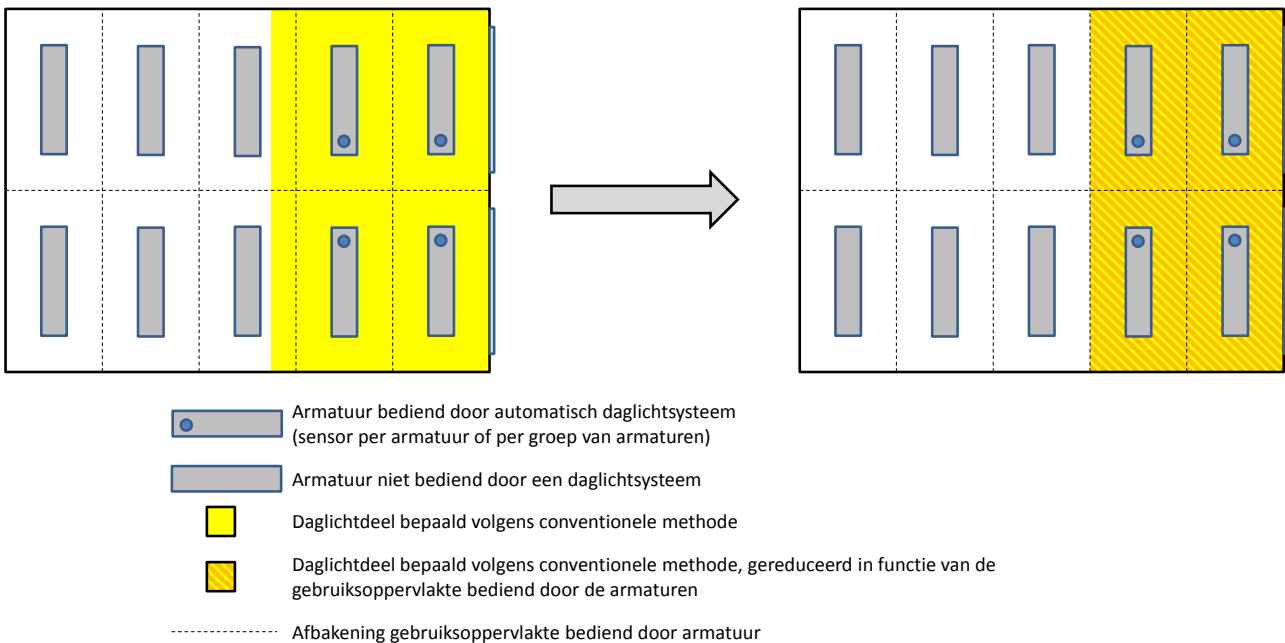 Armatuur bediend door automatisch daglichtsysteem
(sensor per armatuur of per groep van armaturen)
Armatuur niet bediend door een daglichtsysteem
Daglichtdeel bepaald volgens conventionele methode
Daglichtdeel bepaald volgens conventionele methode, gereduceerd in functie van de
gebruiksoppervlakte bediend door de armaturen
Afbakening gebruiksoppervlakte bediend door armatuur